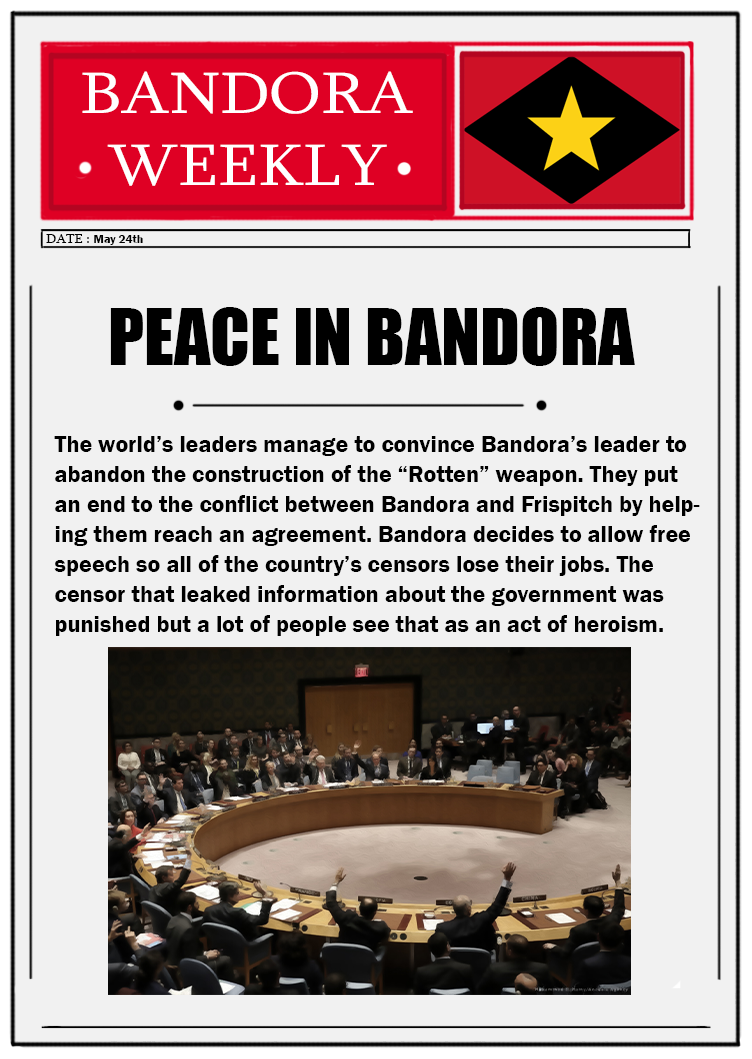 BANDORA
• WEEKLY •
DATE : May 24th
PEACE IN BANDORA
The world’s leaders manage to convince Bandora’s leader to
abandon the construction of the “Rotten” weapon. They put
an end to the conflict between Bandora and Frispitch by help-
ing them reach an agreement. Bandora decides to allow free
speech so all of the country’s censors lose their jobs. The
censor that leaked information about the government was
punished but a lot of people see that as an act of heroism.